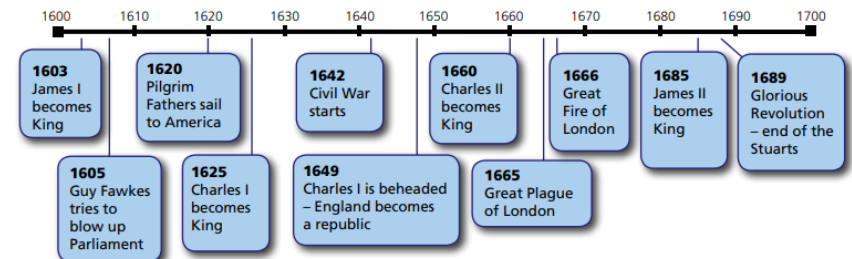 1600 1610 1620 1630 1640 1650 1660 1670 1680 1690 1700
1603
James I
becomes
King
1605
Guy Fawkes
tries to
blow up
Parliament
1620
Pilgrim
Fathers sail
to America
1625
Charles I
becomes
King
1642
Civil War
starts
1649
Charles I is beheaded
– England becomes
a republic
1660
Charles II
becomes
King
1665
Great Plague
of London
1666
Great
Fire of
London
1685
James II
becomes
King
1689
Glorious
Revolution
– end of the
Stuarts